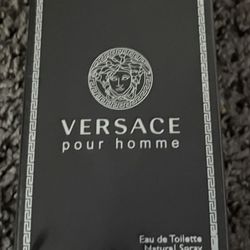 VERSACE
pour homme
Eau de Toilette
Natural Spray